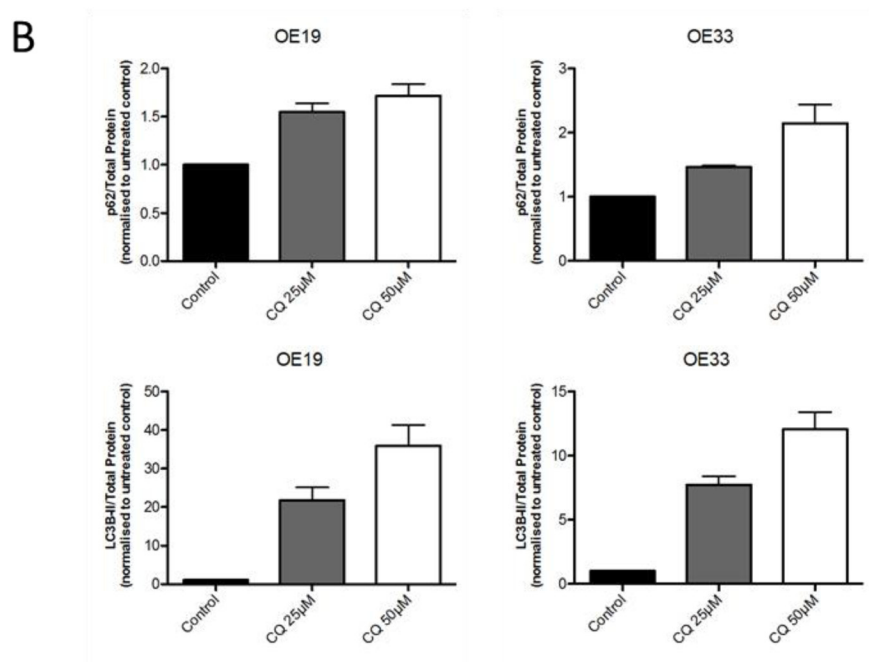 B
OE19
p62/Total Protein
(normalised to untreated control)
2.0
1.5
1.0
0.5
0.0
Control
CQ 25µM
CQ 50µM
OE33
p62/Total Protein
(normalised to untreated control)
3
2
1
0
Control
CQ 25µM
CQ 50µM
OE19
LC3B-II/Total Protein
(normalised to untreated control)
50
40
30
20
10
0
Control
CQ 25µM
CQ 50µM
OE33
LC3B-II/Total Protein
(normalised to untreated control)
15
10
5
0
Control
CQ 25µM
CQ 50µM